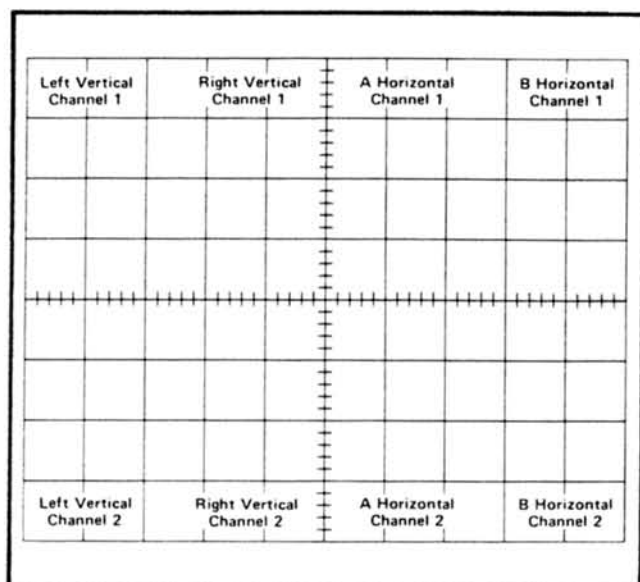 Left Vertical
Channel 1
Right Vertical
Channel 1
A Horizontal
Channel 1
B Horizontal
Channel 1
Left Vertical
Channel 2
Right Vertical
Channel 2
A Horizontal
Channel 2
B Horizontal
Channel 2